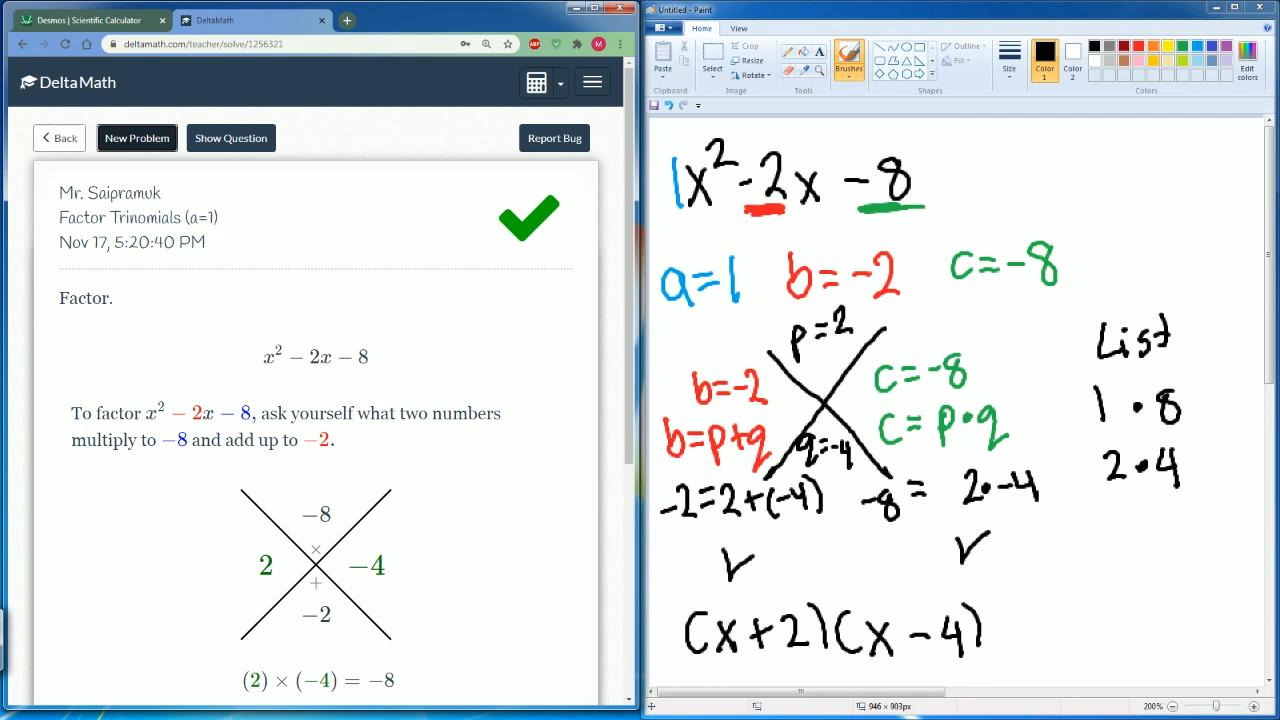 Desmos | Scientific Calculator
DeltaMath
deltamath.com/teacher/solve/1256321
ABP
M
DeltaMath
Back
New Problem
Show Question
Report Bug
Mr. Saipramuk
Factor Trinomials (a=1)
Nov 17, 5:20:40 PM
Factor.
x² − 2x − 8
To factor x² − 2x − 8, ask yourself what two numbers
multiply to −8 and add up to −2.
−8
×
2 −4
+
−2
(2) × (−4) = −8
Untitled - Paint
Home View
Paste
Select
Crop
Resize
Rotate
A
Brushes
Outline
Fill
Size
Color 1
Color 2
Edit colors
Clipboard Image Tools Shapes Colors
1x² -2x -8
a=1 b=-2 c=-8
p=2
List
b=-2 c=-8
1 • 8
b=p+q q=-4 c=p•q
2•4
-2=2+(-4) -8 = 2•-4
✓ ✓
(x+2)(x-4)
946 × 903px
200%